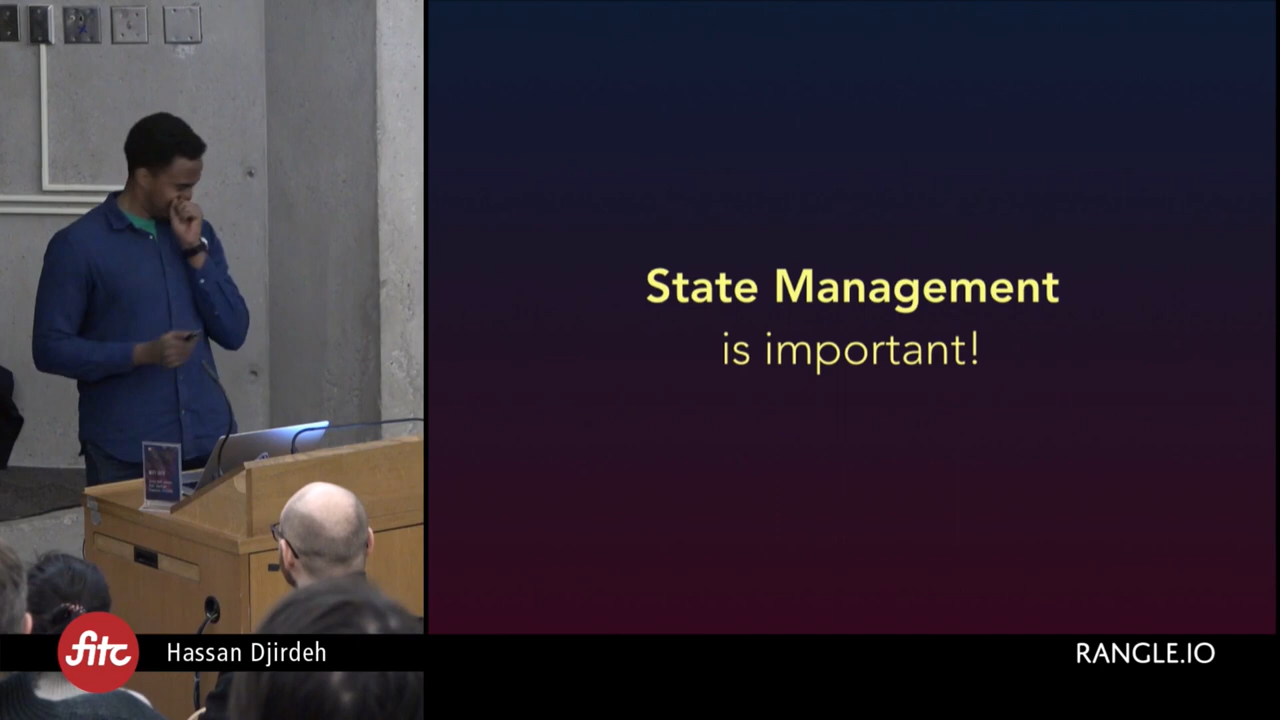 State Management
is important!
fitc
Hassan Djirdeh
RANGLE.IO